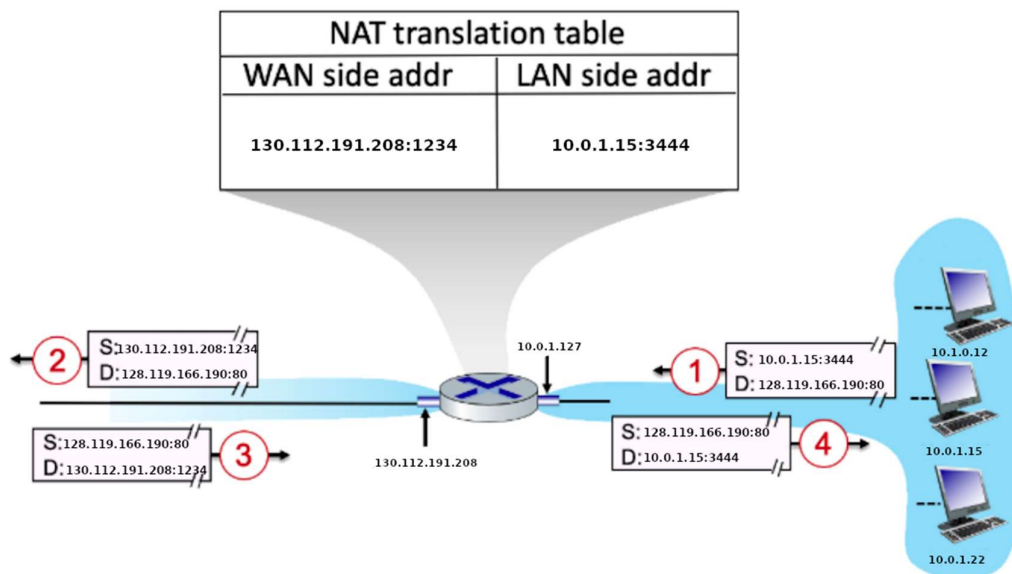 NAT translation table
WAN side addr LAN side addr
130.112.191.208:1234 10.0.1.15:3444
2
S:130.112.191.208:1234
D:128.119.166.190:80
10.0.1.127
1
S: 10.0.1.15:3444
D: 128.119.166.190:80
10.1.0.12
S:128.119.166.190:80
D:130.112.191.208:1234
3
130.112.191.208
S: 128.119.166.190:80
D:10.0.1.15:3444
4
10.0.1.15
10.0.1.22